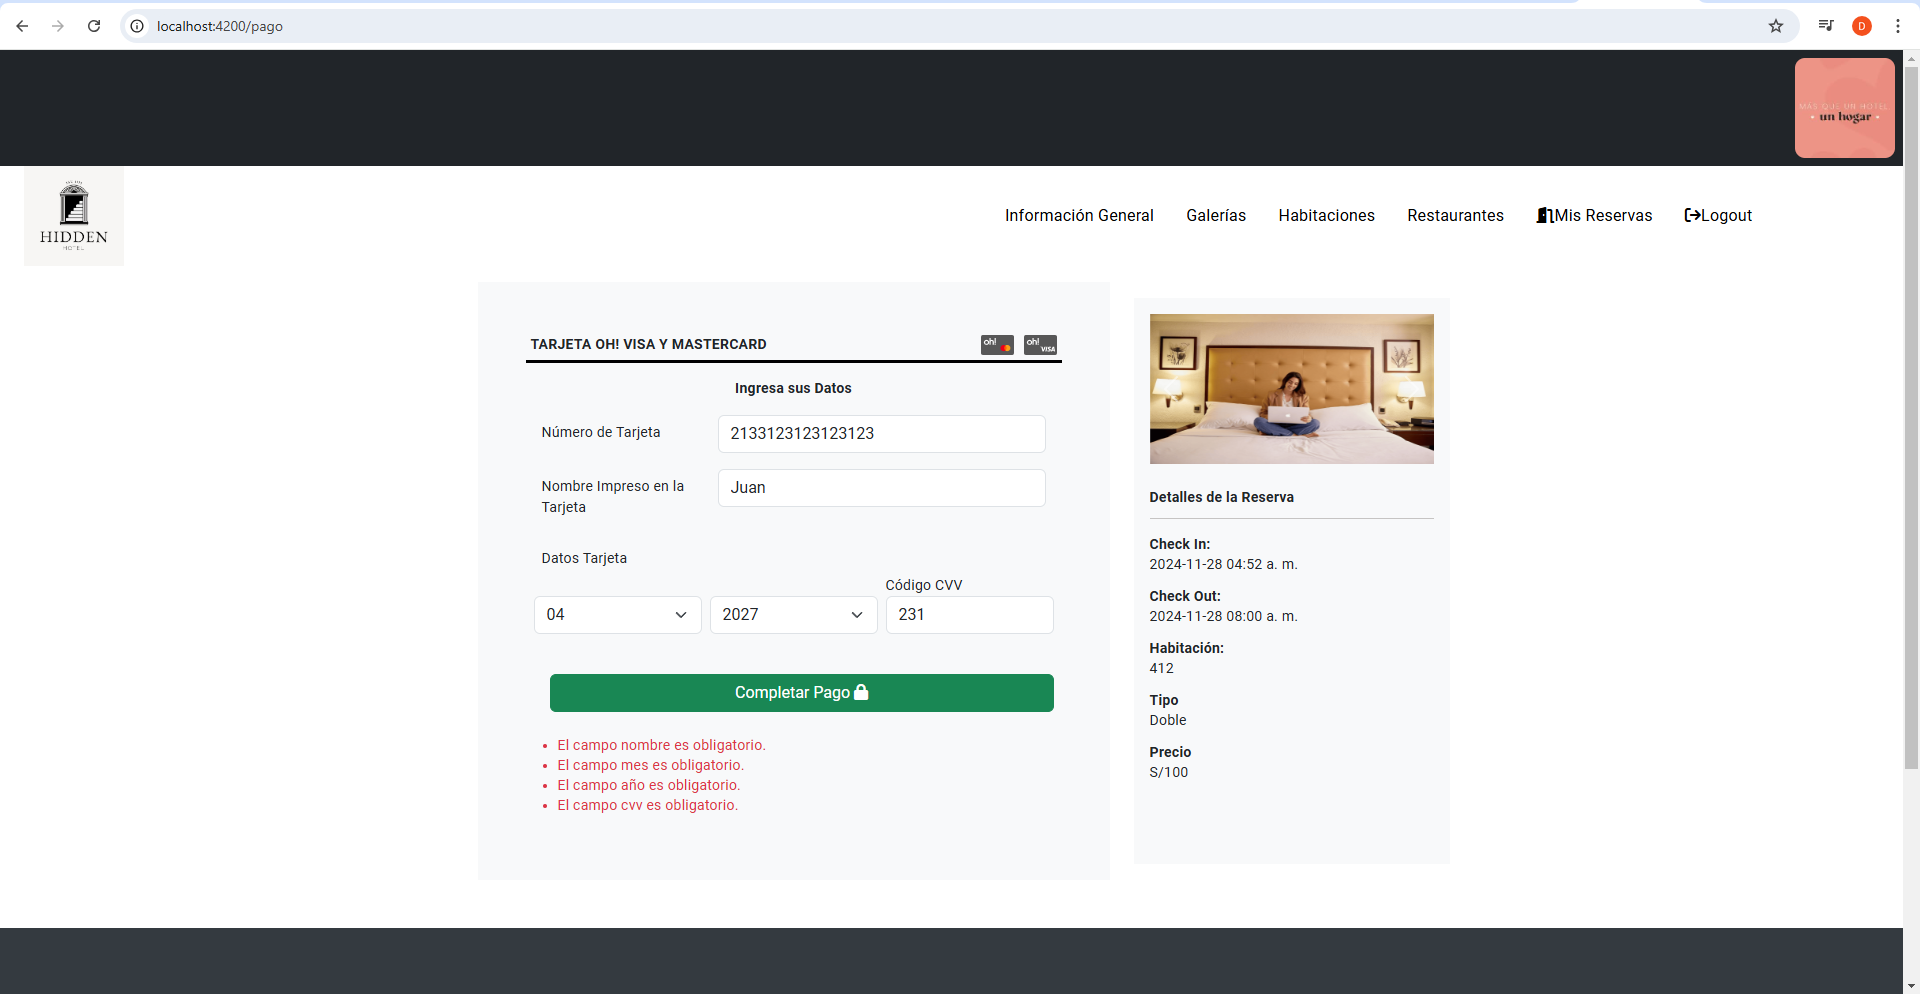 localhost:4200/pago
D
MÁS QUE UN HOTEL
• un hogar •
HIDDEN
HOTEL
Información General
Galerías
Habitaciones
Restaurantes
Mis Reservas
Logout
TARJETA OH! VISA Y MASTERCARD
oh!
oh!
VISA
Ingresa sus Datos
Número de Tarjeta
2133123123123123
Nombre Impreso en la
Tarjeta
Juan
Datos Tarjeta
Código CVV
04
2027
231
Completar Pago
• El campo nombre es obligatorio.
• El campo mes es obligatorio.
• El campo año es obligatorio.
• El campo cvv es obligatorio.
Detalles de la Reserva
Check In:
2024-11-28 04:52 a. m.
Check Out:
2024-11-28 08:00 a. m.
Habitación:
412
Tipo
Doble
Precio
S/100